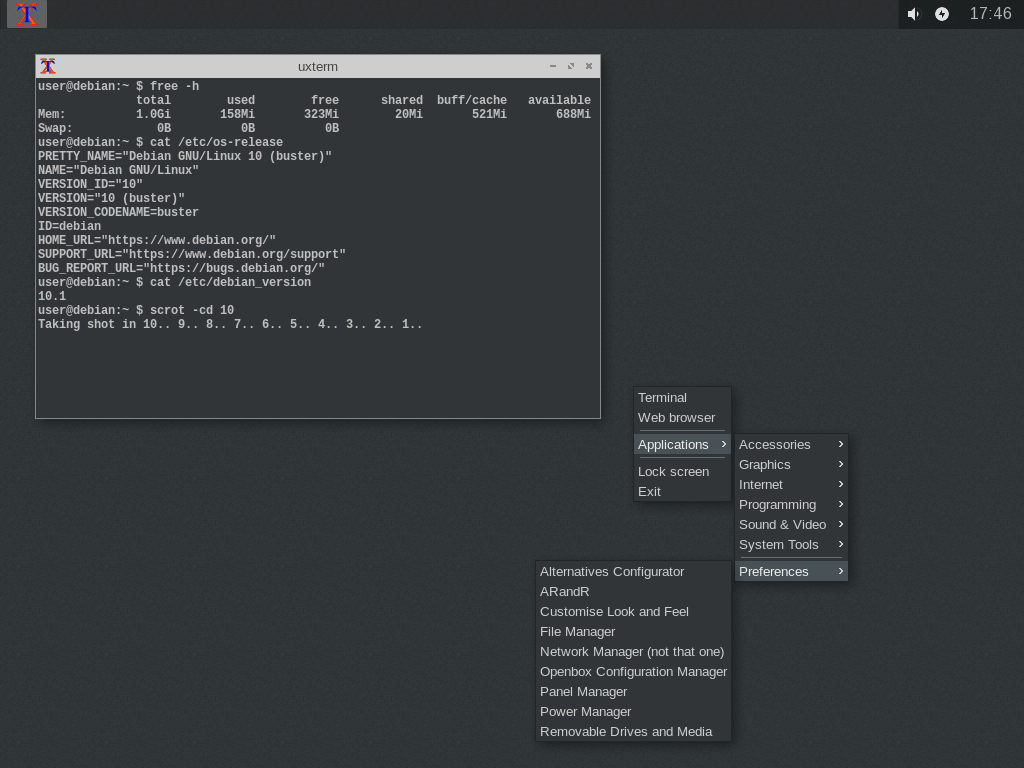 17:46
uxterm
user@debian:~ $ free -h
              total        used        free      shared  buff/cache   available
Mem:          1.0Gi       158Mi       323Mi        20Mi       521Mi       688Mi
Swap:            0B          0B          0B
user@debian:~ $ cat /etc/os-release
PRETTY_NAME="Debian GNU/Linux 10 (buster)"
NAME="Debian GNU/Linux"
VERSION_ID="10"
VERSION="10 (buster)"
VERSION_CODENAME=buster
ID=debian
HOME_URL="https://www.debian.org/"
SUPPORT_URL="https://www.debian.org/support"
BUG_REPORT_URL="https://bugs.debian.org/"
user@debian:~ $ cat /etc/debian_version
10.1
user@debian:~ $ scrot -cd 10
Taking shot in 10.. 9.. 8.. 7.. 6.. 5.. 4.. 3.. 2.. 1..
Terminal
Web browser
Applications
Lock screen
Exit
Accessories
Graphics
Internet
Programming
Sound & Video
System Tools
Preferences
Alternatives Configurator
ARandR
Customise Look and Feel
File Manager
Network Manager (not that one)
Openbox Configuration Manager
Panel Manager
Power Manager
Removable Drives and Media